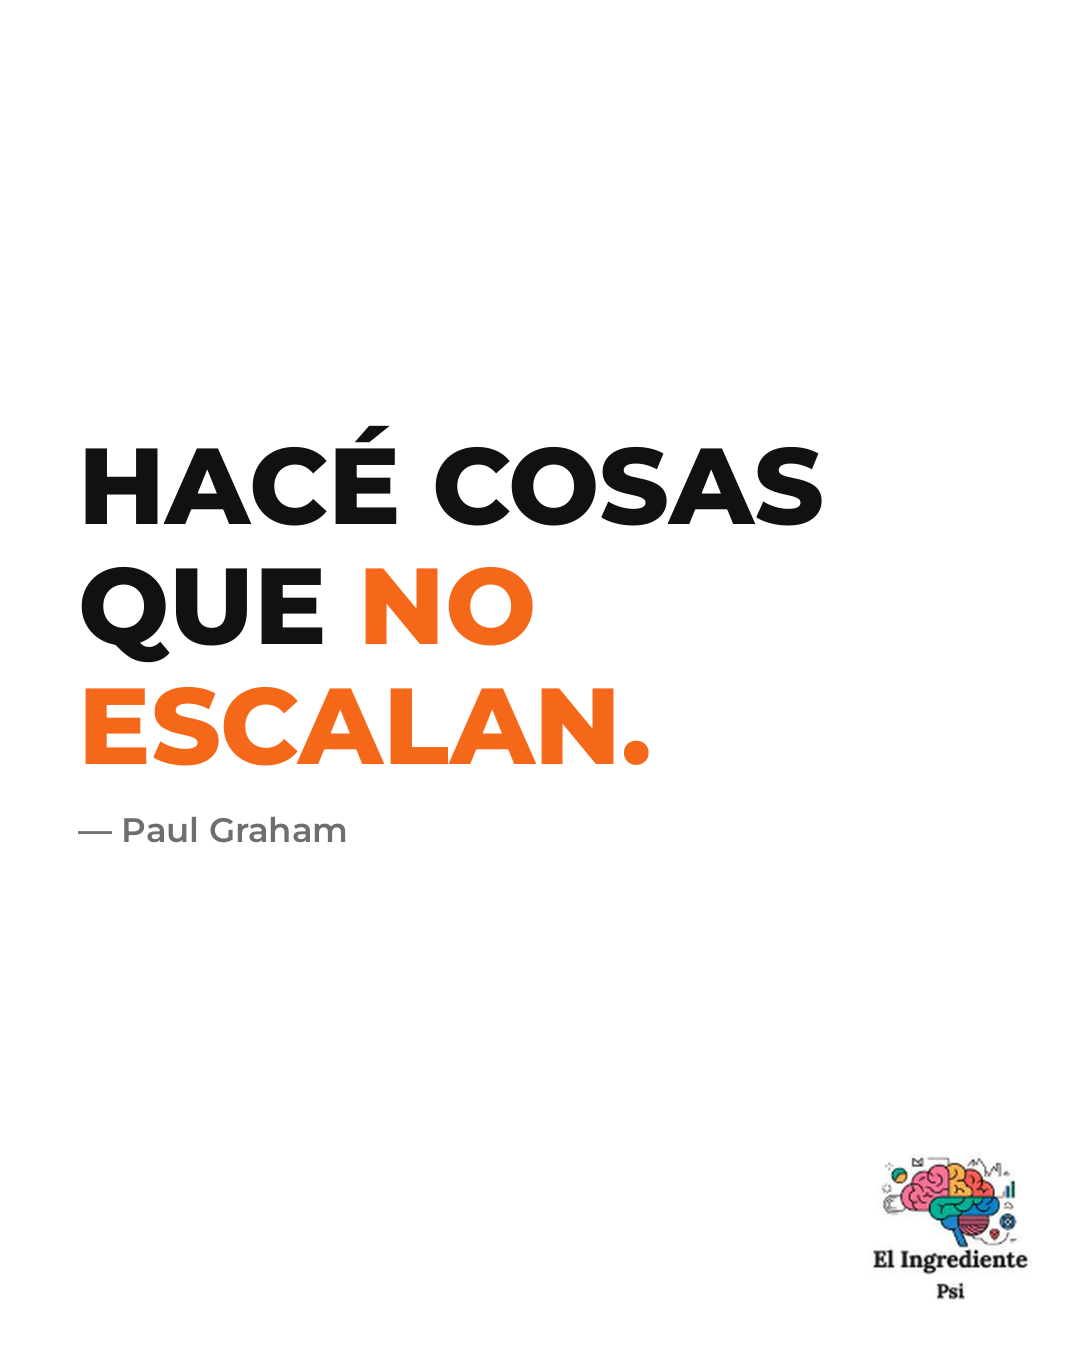 HACÉ COSAS
QUE NO
ESCALAN.
— Paul Graham
El Ingrediente
Psi